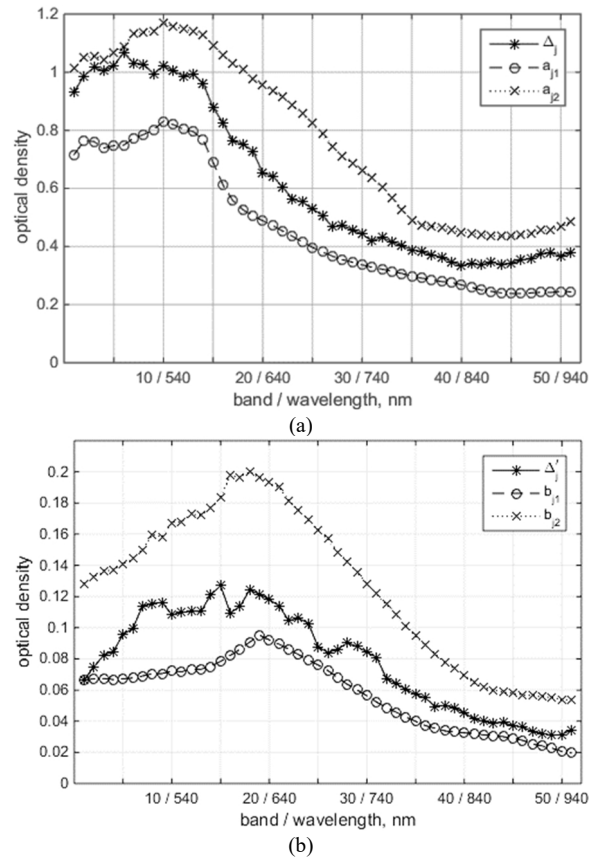 1.2
1
0.8
0.6
0.4
0.2
0
optical density
Δj
aj1
aj2
10 / 540
20 / 640
30 / 740
40 / 840
50 / 940
band / wavelength, nm
(a)
0.2
0.18
0.16
0.14
0.12
0.1
0.08
0.06
0.04
0.02
0
optical density
Δ'j
bj1
bj2
10 / 540
20 / 640
30 / 740
40 / 840
50 / 940
band / wavelength, nm
(b)